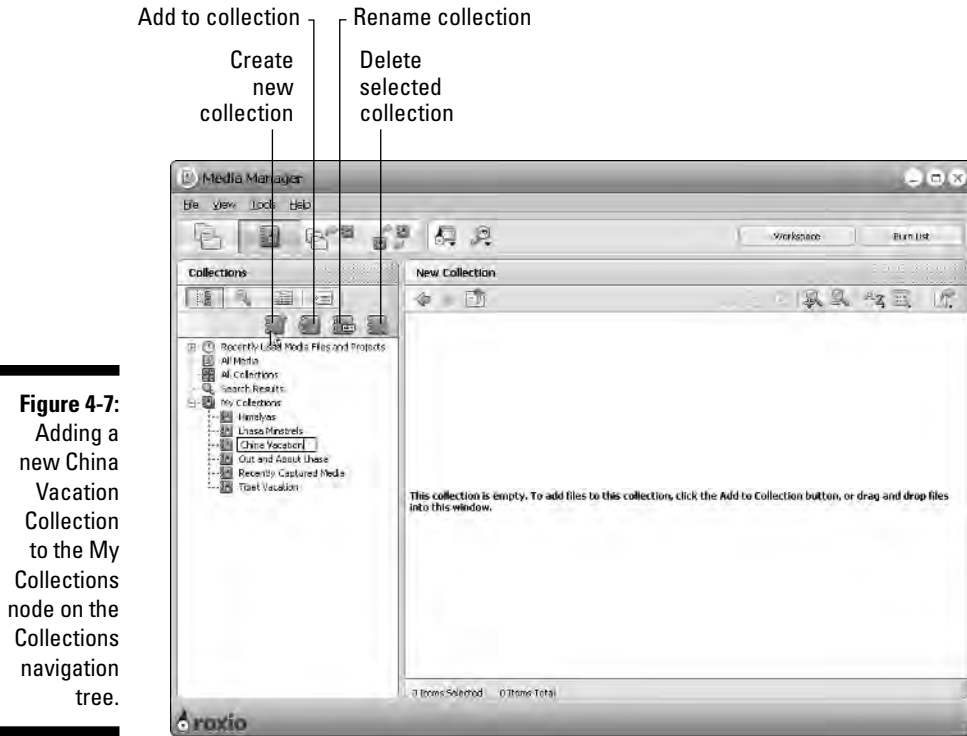 Add to collection
Rename collection
Create
new
collection
Delete
selected
collection
Media Manager
File View Tools Help
Workspace
Burn List
Collections
New Collection
Recently Used Media Files and Projects
All Media
All Collections
Search Results
My Collections
Himalyas
Lhasa Minstrels
China Vacation
Out and About Lhasa
Recently Captured Media
Tibet Vacation
This collection is empty. To add files to this collection, click the Add to Collection button, or drag and drop files
into this window.
0 Items Selected 0 Items Total
roxio
Figure 4-7:
Adding a
new China
Vacation
Collection
to the My
Collections
node on the
Collections
navigation
tree.